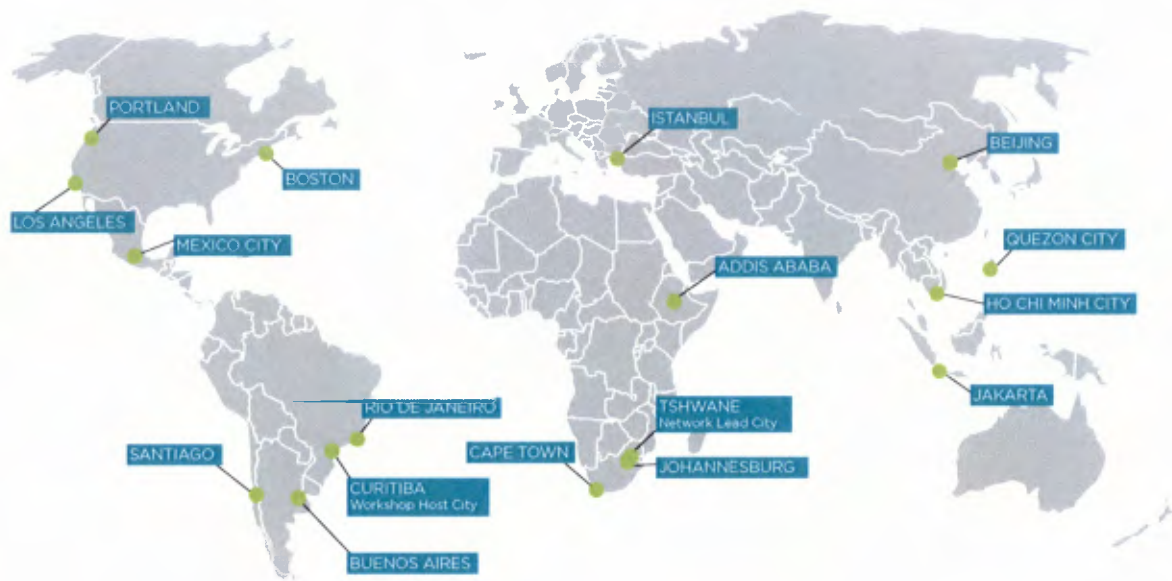 PORTLAND
ISTANBUL
BEIJING
BOSTON
LOS ANGELES
MEXICO CITY
QUEZON CITY
ADDIS ABABA
HO CHI MINH CITY
JAKARTA
RIO DE JANEIRO
TSHWANE
Network Lead City
SANTIAGO
CAPE TOWN
JOHANNESBURG
CURITIBA
Workshop Host City
BUENOS AIRES